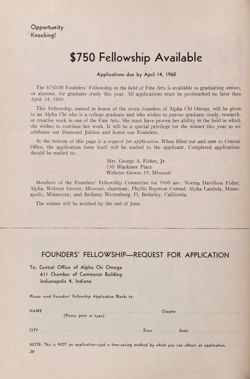 Opportunity
Knocking!
$750 Fellowship Available
Applications due by April 14, 1960
The $750.00 Founders' Fellowship in the field of Fine Arts is available to graduating seniors,
or alumnae, for graduate study this year. All applications must be postmarked no later than
April 14, 1960.
This Fellowship, named in honor of the seven founders of Alpha Chi Omega, will be given
to an Alpha Chi who is a college graduate and who wishes to pursue graduate study, research,
or creative work in one of the Fine Arts. She must have proven her ability in the field in which
she wishes to continue her work. It will be a special privilege for the winner this year as we
celebrate our Diamond Jubilee and honor our Founders.
At the bottom of this page is a request for application. When filled out and sent to Central
Office, the application form itself will be mailed to the applicant. Completed applications
should be mailed to:
Mrs. George A. Fisher, Jr.
230 Blackmer Place
Webster Groves 19, Missouri
Members of the Founders' Fellowship Committee for 1960 are: Norma Davidson Fisher,
Alpha, Webster Groves, Missouri, chairman; Phyllis Conrad, Alpha Lambda, Minne-
apolis, Minnesota; and Bethany Westenberg, Pi, Berkeley, California.
The winner will be notified by the end of June.
FOUNDERS' FELLOWSHIP—REQUEST FOR APPLICATION
To: Central Office of Alpha Chi Omega
611 Chamber of Commerce Building
Indianapolis 4, Indiana
Please send Founders' Fellowship Application Blanks to:
NAME Chapter
(Please print or type)
CITY Zone State
NOTE: This is NOT an application—just a time-saving method by which you can obtain an application.
20